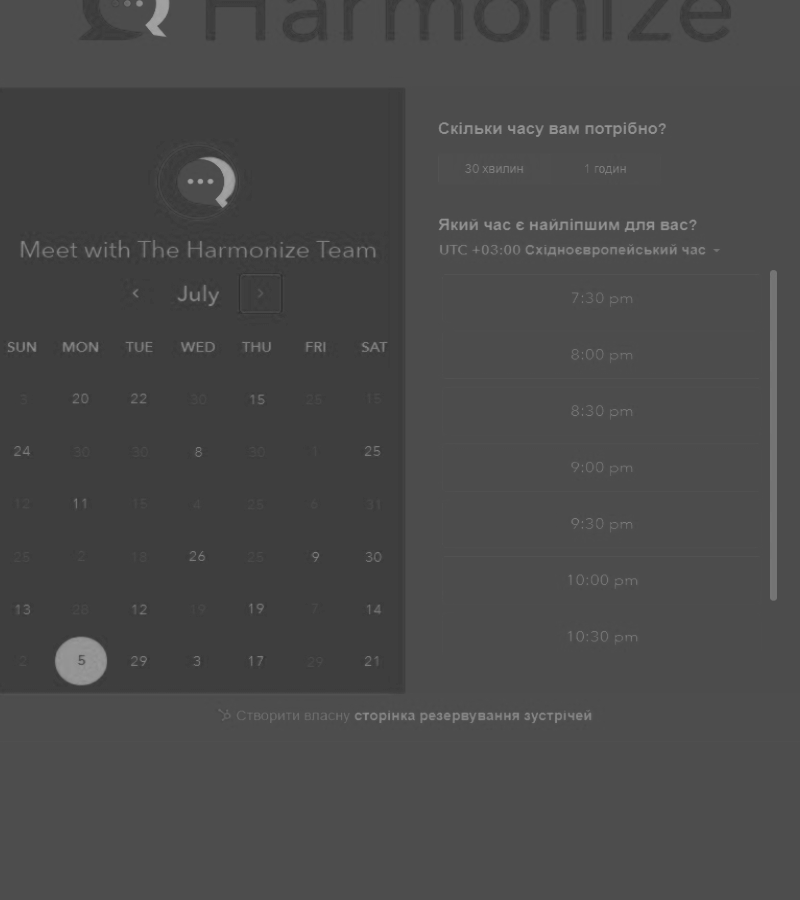 Harmonize
Meet with The Harmonize Team
July
SUN MON TUE WED THU FRI SAT
3 20 22 30 15 25 15
24 30 30 8 30 1 25
12 11 15 4 25 6 31
25 2 18 26 25 9 30
13 28 12 19 19 7 14
2 5 29 3 17 29 21
Скільки часу вам потрібно?
30 хвилин 1 годин
Який час є найліпшим для вас?
UTC +03:00 Східноєвропейський час
7:30 pm
8:00 pm
8:30 pm
9:00 pm
9:30 pm
10:00 pm
10:30 pm
Створити власну сторінка резервування зустрічей